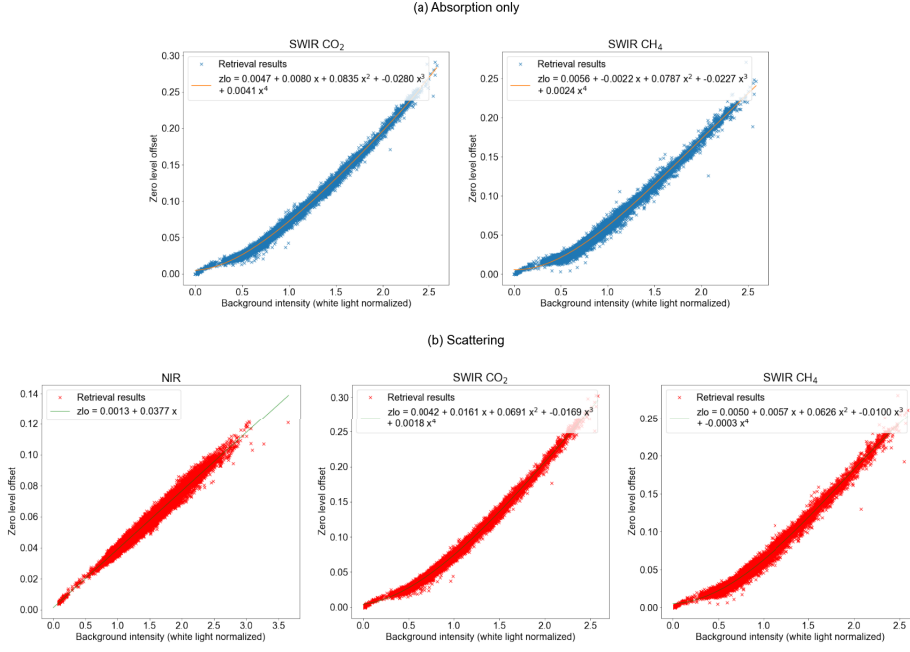 (a) Absorption only
SWIR CO₂
Retrieval results
zlo = 0.0047 + 0.0080 x + 0.0835 x² + -0.0280 x³
+ 0.0041 x⁴
0.30
0.25
0.20
0.15
0.10
0.05
0.00
Zero level offset
0.0 0.5 1.0 1.5 2.0 2.5
Background intensity (white light normalized)
SWIR CH₄
Retrieval results
zlo = 0.0056 + -0.0022 x + 0.0787 x² + -0.0227 x³
+ 0.0024 x⁴
0.25
0.20
0.15
0.10
0.05
0.00
Zero level offset
0.0 0.5 1.0 1.5 2.0 2.5
Background intensity (white light normalized)
(b) Scattering
NIR
Retrieval results
zlo = 0.0013 + 0.0377 x
0.14
0.12
0.10
0.08
0.06
0.04
0.02
0.00
Zero level offset
0.0 0.5 1.0 1.5 2.0 2.5 3.0 3.5
Background intensity (white light normalized)
SWIR CO₂
Retrieval results
zlo = 0.0042 + 0.0161 x + 0.0691 x² + -0.0169 x³
+ 0.0018 x⁴
0.30
0.25
0.20
0.15
0.10
0.05
0.00
Zero level offset
0.0 0.5 1.0 1.5 2.0 2.5
Background intensity (white light normalized)
SWIR CH₄
Retrieval results
zlo = 0.0050 + 0.0057 x + 0.0626 x² + -0.0100 x³
+ -0.0003 x⁴
0.25
0.20
0.15
0.10
0.05
0.00
Zero level offset
0.0 0.5 1.0 1.5 2.0 2.5
Background intensity (white light normalized)